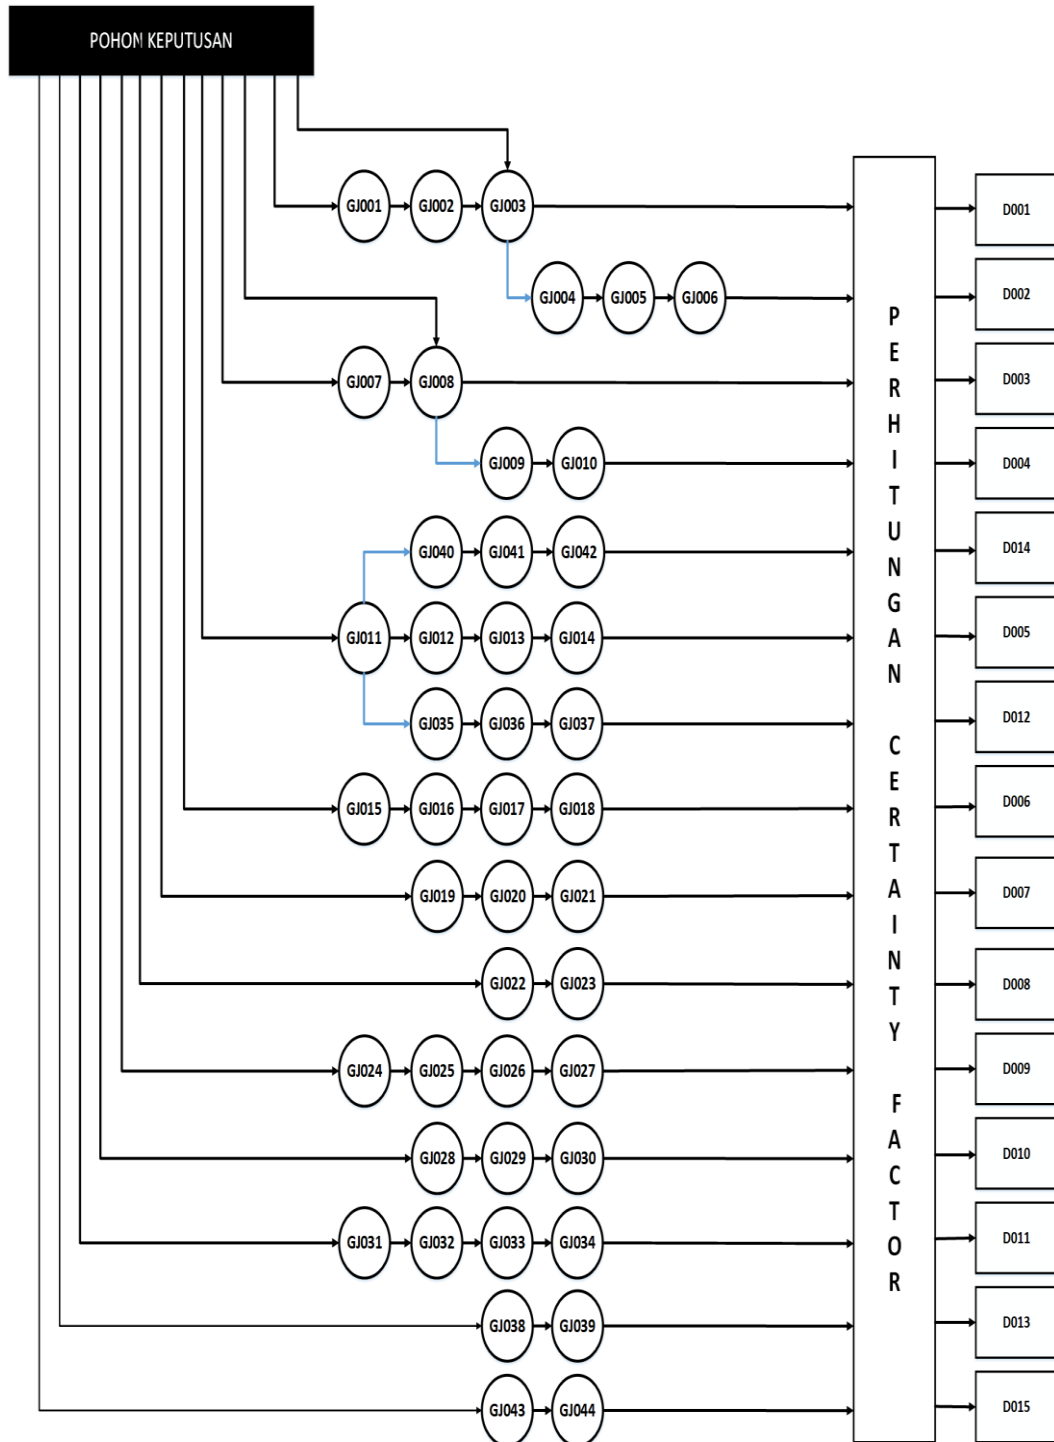 POHON KEPUTUSAN
GJ001 GJ002 GJ003 D001
GJ004 GJ005 GJ006 D002
GJ007 GJ008 D003
GJ009 GJ010 D004
GJ040 GJ041 GJ042 D014
GJ011 GJ012 GJ013 GJ014 D005
GJ035 GJ036 GJ037 D012
GJ015 GJ016 GJ017 GJ018 D006
GJ019 GJ020 GJ021 D007
GJ022 GJ023 D008
GJ024 GJ025 GJ026 GJ027 D009
GJ028 GJ029 GJ030 D010
GJ031 GJ032 GJ033 GJ034 D011
GJ038 GJ039 D013
GJ043 GJ044 D015
PERHITUNGAN CERTAINTY FACTOR